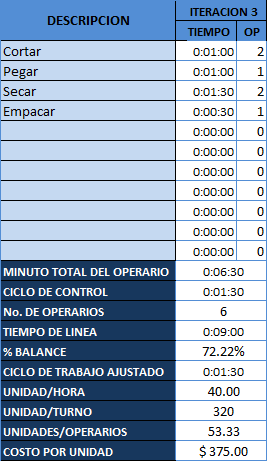 DESCRIPCION ITERACION 3
TIEMPO OP
Cortar 0:01:00 2
Pegar 0:01:00 1
Secar 0:01:30 2
Empacar 0:00:30 1
0:00:00 0
0:00:00 0
0:00:00 0
0:00:00 0
0:00:00 0
0:00:00 0
0:00:00 0
MINUTO TOTAL DEL OPERARIO 0:06:30
CICLO DE CONTROL 0:01:30
No. DE OPERARIOS 6
TIEMPO DE LINEA 0:09:00
% BALANCE 72.22%
CICLO DE TRABAJO AJUSTADO 0:01:30
UNIDAD/HORA 40.00
UNIDAD/TURNO 320
UNIDADES/OPERARIOS 53.33
COSTO POR UNIDAD $ 375.00